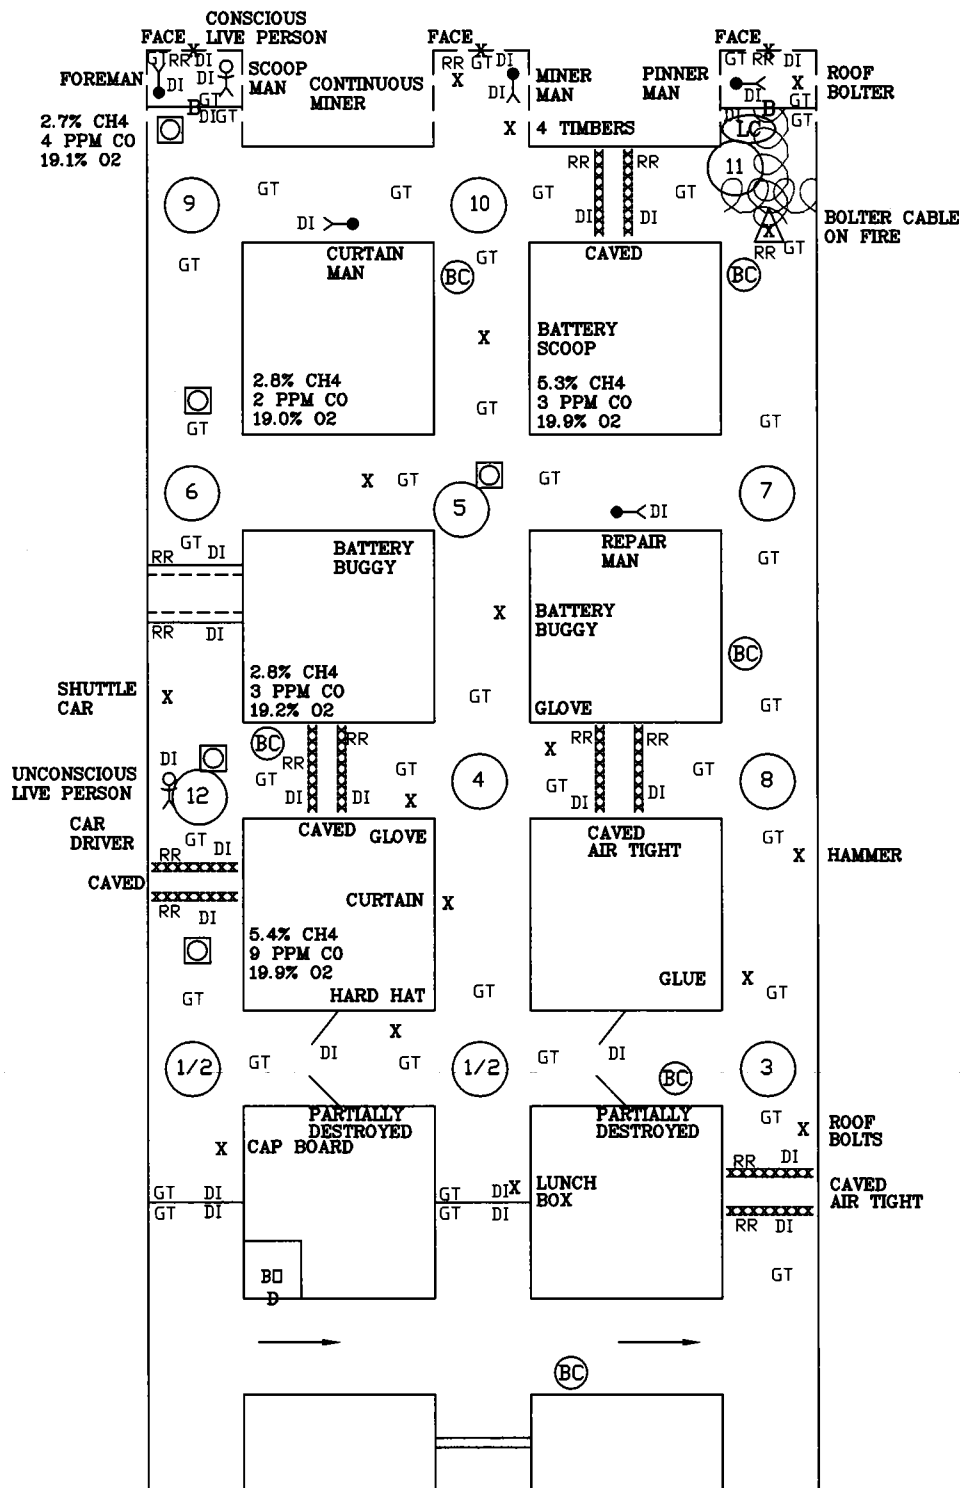 CONSCIOUS
LIVE PERSON
FACE X
FACE X
FACE X
GT RR DI
RR GT DI
GT RR DI
FOREMAN
DI
DI
SCOOP
MAN
CONTINUOUS
MINER
X
DI
MINER
MAN
PINNER
MAN
DI
X
ROOF
BOLTER
GT
B
DI GT
GT
B
DI
GT
2.7% CH4
4 PPM CO
19.1% O2
X 4 TIMBERS
LC
RR
RR
11
9
GT
GT
10
GT
GT
DI
DI
DI
BOLTER CABLE
ON FIRE
X
RR GT
GT
CURTAIN
MAN
GT
BC
CAVED
BC
X
BATTERY
SCOOP
2.8% CH4
2 PPM CO
19.0% O2
5.3% CH4
3 PPM CO
19.9% O2
GT
GT
GT
6
X GT
5
GT
7
DI
GT DI
RR
BATTERY
BUGGY
REPAIR
MAN
GT
X
BATTERY
BUGGY
RR DI
BC
2.8% CH4
3 PPM CO
19.2% O2
SHUTTLE
CAR
X
GT
GLOVE
GT
BC
RR
RR
X
RR
RR
DI
UNCONSCIOUS
LIVE PERSON
12
GT
GT
4
GT
GT
8
DI
DI
X
DI
DI
CAR
DRIVER
GT DI
RR
CAVED
GLOVE
CAVED
AIR TIGHT
GT
X HAMMER
CAVED
RR DI
CURTAIN X
5.4% CH4
9 PPM CO
19.9% O2
GLUE X
GT
HARD HAT
GT
GT
X
1/2
GT
DI
GT
1/2
GT
DI
BC
3
PARTIALLY
DESTROYED
PARTIALLY
DESTROYED
GT
X
ROOF
BOLTS
X CAP BOARD
RR DI
GT DI
GT DI
GT DI X
GT DI
LUNCH
BOX
CAVED
AIR TIGHT
RR DI
BO
D
GT
BC